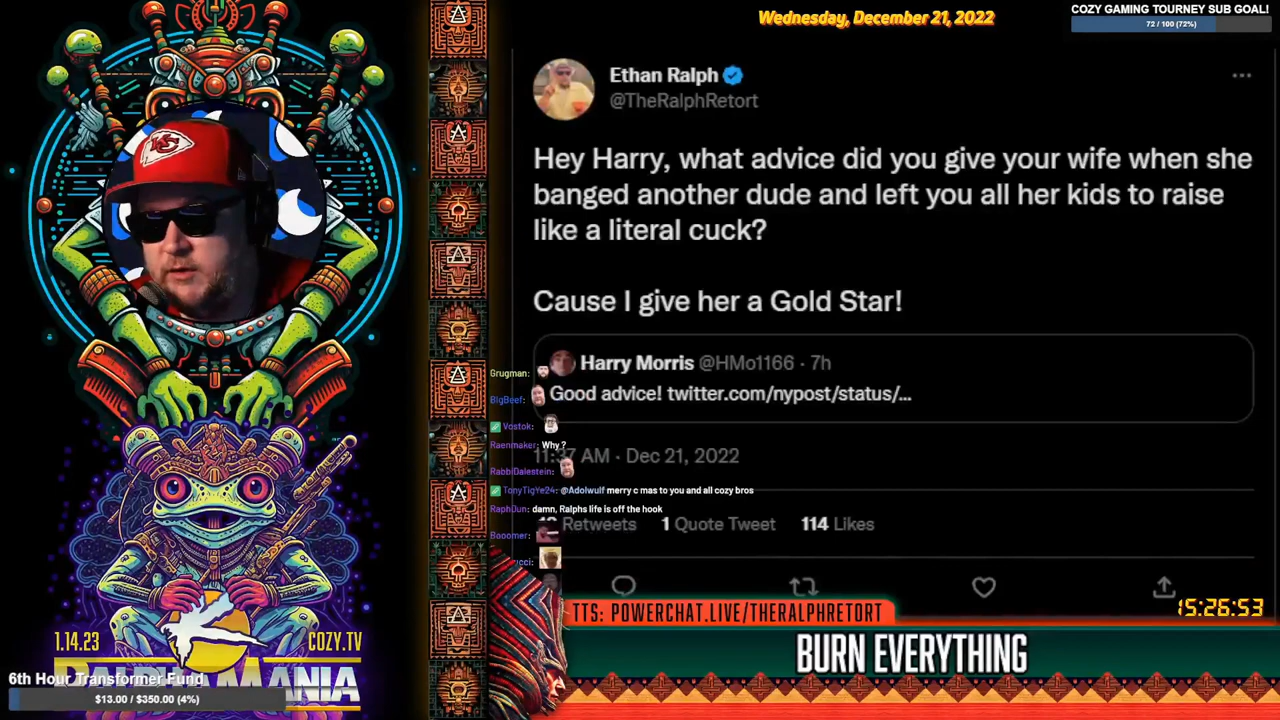 Wednesday, December 21, 2022
COZY GAMING TOURNEY SUB GOAL!
72 / 100 (72%)
Ethan Ralph
@TheRalphRetort
Hey Harry, what advice did you give your wife when she
banged another dude and left you all her kids to raise
like a literal cuck?
Cause I give her a Gold Star!
Harry Morris @HMo1166 · 7h
Good advice! twitter.com/nypost/status/...
AM · Dec 21, 2022
Retweets 1 Quote Tweet 114 Likes
Grugman:
BigBeef:
Vostok:
Raenmaker: Why ?
RabbiDalestein:
TonyTigYe24: @Adolwulf merry c mas to you and all cozy bros
RaphDun: damn, Ralphs life is off the hook
Booomer:
TTS: POWERCHAT.LIVE/THERALPHRETORT
15:26:53
BURN EVERYTHING
1.14.23 COZY.TV
MANIA
6th Hour Transformer Fund
$13.00 / $350.00 (4%)
KC